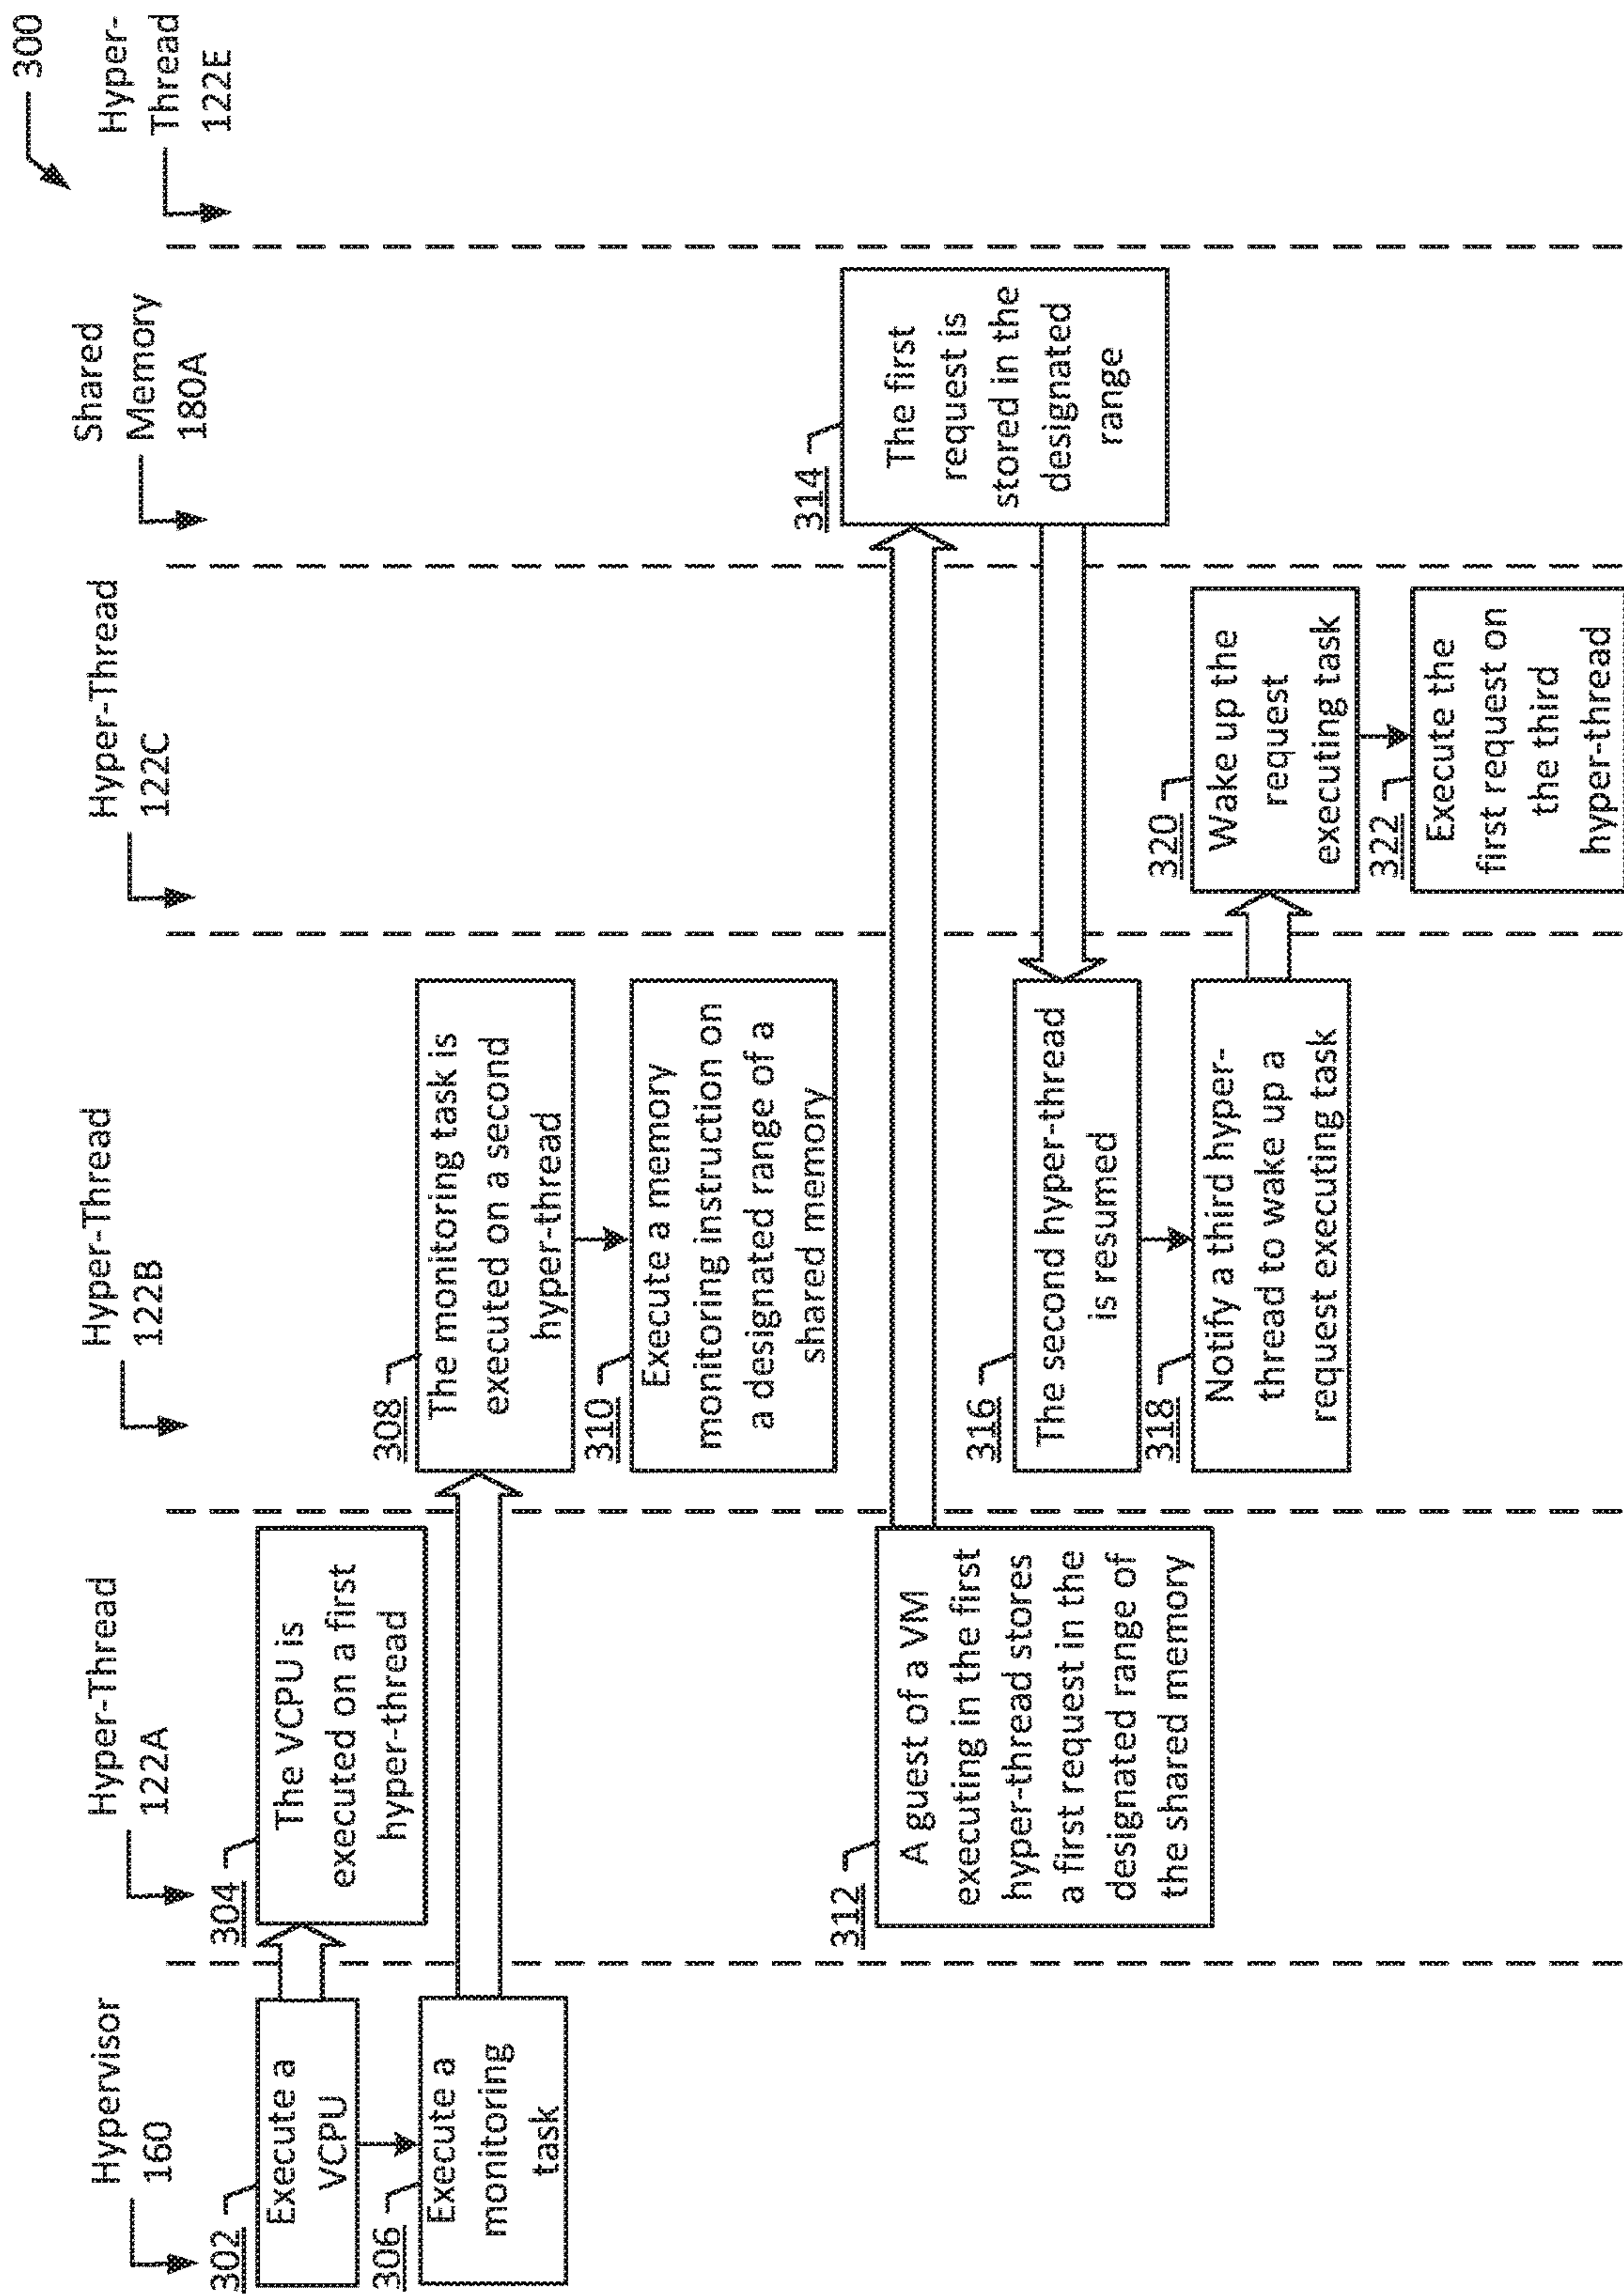 300
Hypervisor
160
Hyper-Thread
122A
Hyper-Thread
122B
Hyper-Thread
122C
Shared
Memory
180A
Hyper-
Thread
122E
302
Execute a
VCPU
304
The VCPU is
executed on a first
hyper-thread
306
Execute a
monitoring
task
308
The monitoring task is
executed on a second
hyper-thread
310
Execute a memory
monitoring instruction on
a designated range of a
shared memory
312
A guest of a VM
executing in the first
hyper-thread stores
a first request in the
designated range of
the shared memory
314
The first
request is
stored in the
designated
range
316
The second hyper-thread
is resumed
318
Notify a third hyper-
thread to wake up a
request executing task
320
Wake up the
request
executing task
322
Execute the
first request on
the third
hyper-thread